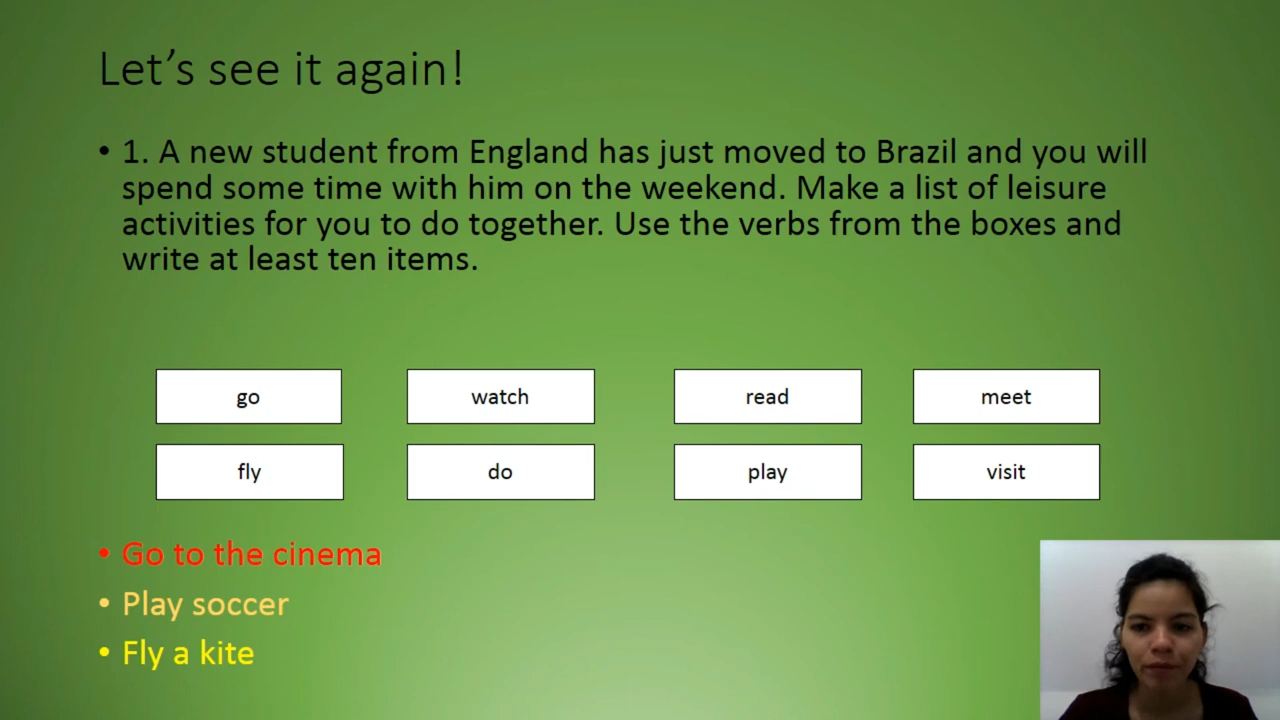 Let's see it again!
• 1. A new student from England has just moved to Brazil and you will
spend some time with him on the weekend. Make a list of leisure
activities for you to do together. Use the verbs from the boxes and
write at least ten items.
go watch read meet
fly do play visit
• Go to the cinema
• Play soccer
• Fly a kite